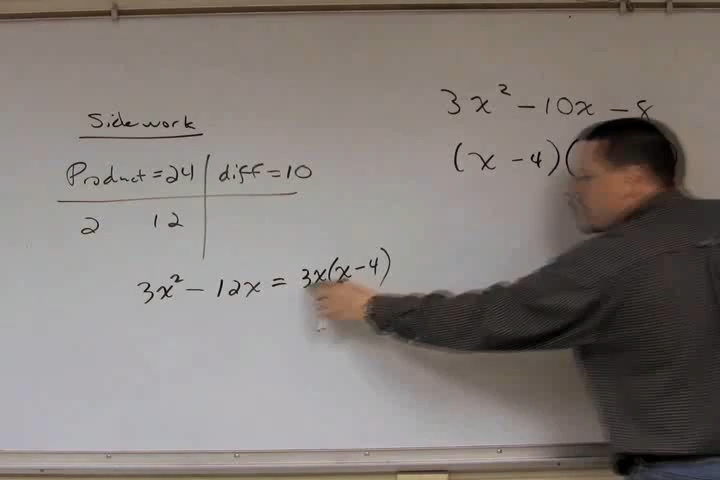 Sidework
Product = 24 diff = 10
2 12
3x² - 12x = 3x(x - 4)
3x² - 10x - 8
(x - 4)(
)